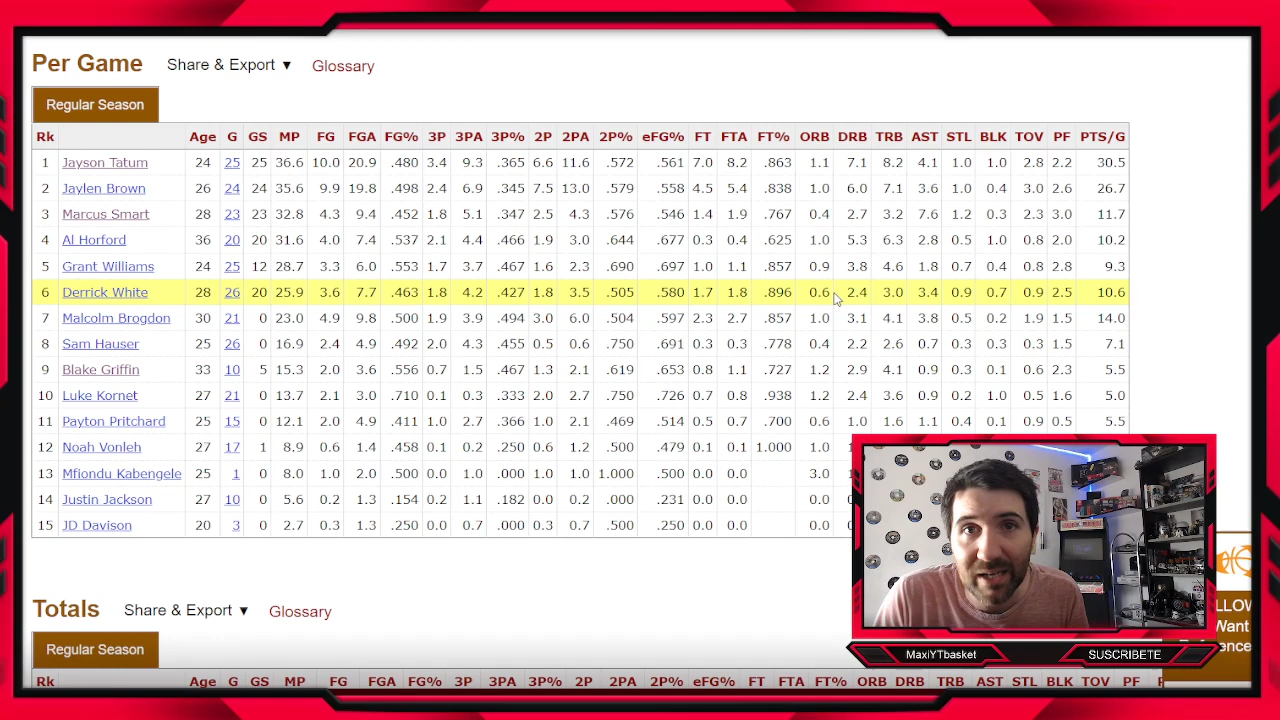 Per Game Share & Export ▼ Glossary
Regular Season
Rk Age G GS MP FG FGA FG% 3P 3PA 3P% 2P 2PA 2P% eFG% FT FTA FT% ORB DRB TRB AST STL BLK TOV PF PTS/G
1 Jayson Tatum 24 25 25 36.6 10.0 20.9 .480 3.4 9.3 .365 6.6 11.6 .572 .561 7.0 8.2 .863 1.1 7.1 8.2 4.1 1.0 1.0 2.8 2.2 30.5
2 Jaylen Brown 26 24 24 35.6 9.9 19.8 .498 2.4 6.9 .345 7.5 13.0 .579 .558 4.5 5.4 .838 1.0 6.0 7.1 3.6 1.0 0.4 3.0 2.6 26.7
3 Marcus Smart 28 23 23 32.8 4.3 9.4 .452 1.8 5.1 .347 2.5 4.3 .576 .546 1.4 1.9 .767 0.4 2.7 3.2 7.6 1.2 0.3 2.3 3.0 11.7
4 Al Horford 36 20 20 31.6 4.0 7.4 .537 2.1 4.4 .466 1.9 3.0 .644 .677 0.3 0.4 .625 1.0 5.3 6.3 2.8 0.5 1.0 0.8 2.0 10.2
5 Grant Williams 24 25 12 28.7 3.3 6.0 .553 1.7 3.7 .467 1.6 2.3 .690 .697 1.0 1.1 .857 0.9 3.8 4.6 1.8 0.7 0.4 0.8 2.8 9.3
6 Derrick White 28 26 20 25.9 3.6 7.7 .463 1.8 4.2 .427 1.8 3.5 .505 .580 1.7 1.8 .896 0.6 2.4 3.0 3.4 0.9 0.7 0.9 2.5 10.6
7 Malcolm Brogdon 30 21 0 23.0 4.9 9.8 .500 1.9 3.9 .494 3.0 6.0 .504 .597 2.3 2.7 .857 1.0 3.1 4.1 3.8 0.5 0.2 1.9 1.5 14.0
8 Sam Hauser 25 26 0 16.9 2.4 4.9 .492 2.0 4.3 .455 0.5 0.6 .750 .691 0.3 0.3 .778 0.4 2.2 2.6 0.7 0.3 0.3 0.3 1.5 7.1
9 Blake Griffin 33 10 5 15.3 2.0 3.6 .556 0.7 1.5 .467 1.3 2.1 .619 .653 0.8 1.1 .727 1.2 2.9 4.1 0.9 0.3 0.1 0.6 2.3 5.5
10 Luke Kornet 27 21 0 13.7 2.1 3.0 .710 0.1 0.3 .333 2.0 2.7 .750 .726 0.7 0.8 .938 1.2 2.4 3.6 0.9 0.2 1.0 0.5 1.6 5.0
11 Payton Pritchard 25 15 0 12.1 2.0 4.9 .411 1.0 2.7 .366 1.0 2.1 .469 .514 0.5 0.7 .700 0.6 1.0 1.6 1.1 0.4 0.1 0.9 0.5 5.5
12 Noah Vonleh 27 17 1 8.9 0.6 1.4 .458 0.1 0.2 .250 0.6 1.2 .500 .479 0.1 0.1 1.000 1.0
13 Mfiondu Kabengele 25 1 0 8.0 1.0 2.0 .500 0.0 1.0 .000 1.0 1.0 1.000 .500 0.0 0.0 3.0
14 Justin Jackson 27 10 0 5.6 0.2 1.3 .154 0.2 1.1 .182 0.0 0.2 .000 .231 0.0 0.0 0.0
15 JD Davison 20 3 0 2.7 0.3 1.3 .250 0.0 0.7 .000 0.3 0.7 .500 .250 0.0 0.0 0.0
Totals Share & Export ▼ Glossary
Want
MaxiYTbasket SUSCRIBETE
Regular Season
Age G GS MP FG FGA FG% 3P 3PA 3P% 2P 2PA 2P% eFG% FT FTA FT% ORB DRB TRB AST STL BLK TOV PF